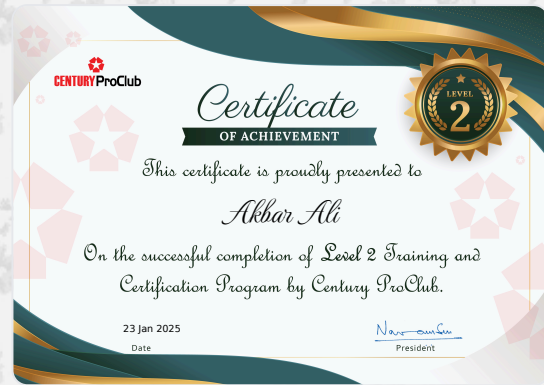 CENTURY ProClub
LEVEL
2
Certificate
OF ACHIEVEMENT
This certificate is proudly presented to
Akbar Ali
On the successful completion of Level 2 Training and
Certification Program by Century ProClub.
23 Jan 2025
Date
President